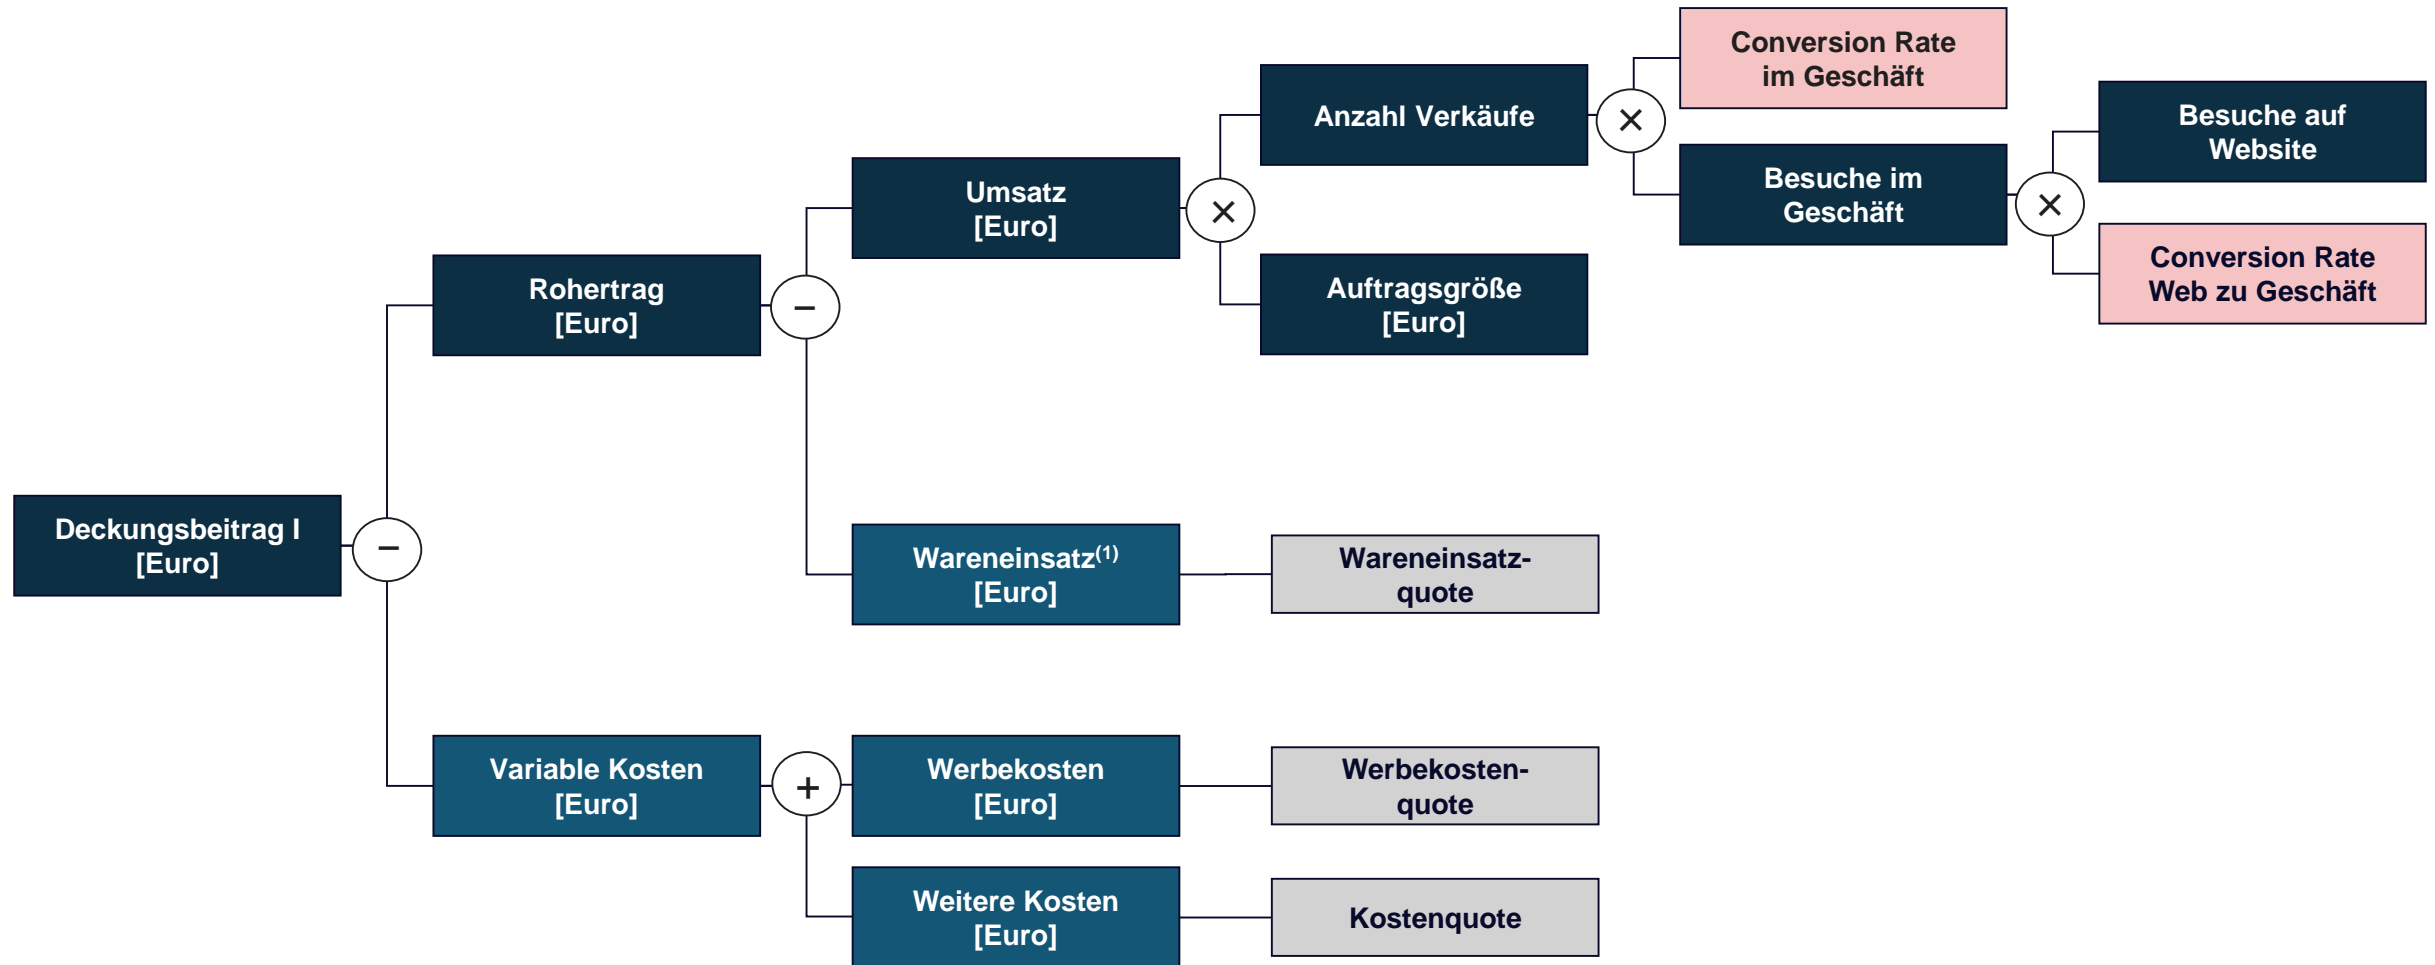 Conversion Rate
im Geschäft
Anzahl Verkäufe
×
Besuche auf
Website
Umsatz
[Euro]
×
Besuche im
Geschäft
×
Rohertrag
[Euro]
−
Auftragsgröße
[Euro]
Conversion Rate
Web zu Geschäft
Deckungsbeitrag I
[Euro]
−
Wareneinsatz(1)
[Euro]
Wareneinsatz-
quote
Variable Kosten
[Euro]
+
Werbekosten
[Euro]
Werbekosten-
quote
Weitere Kosten
[Euro]
Kostenquote